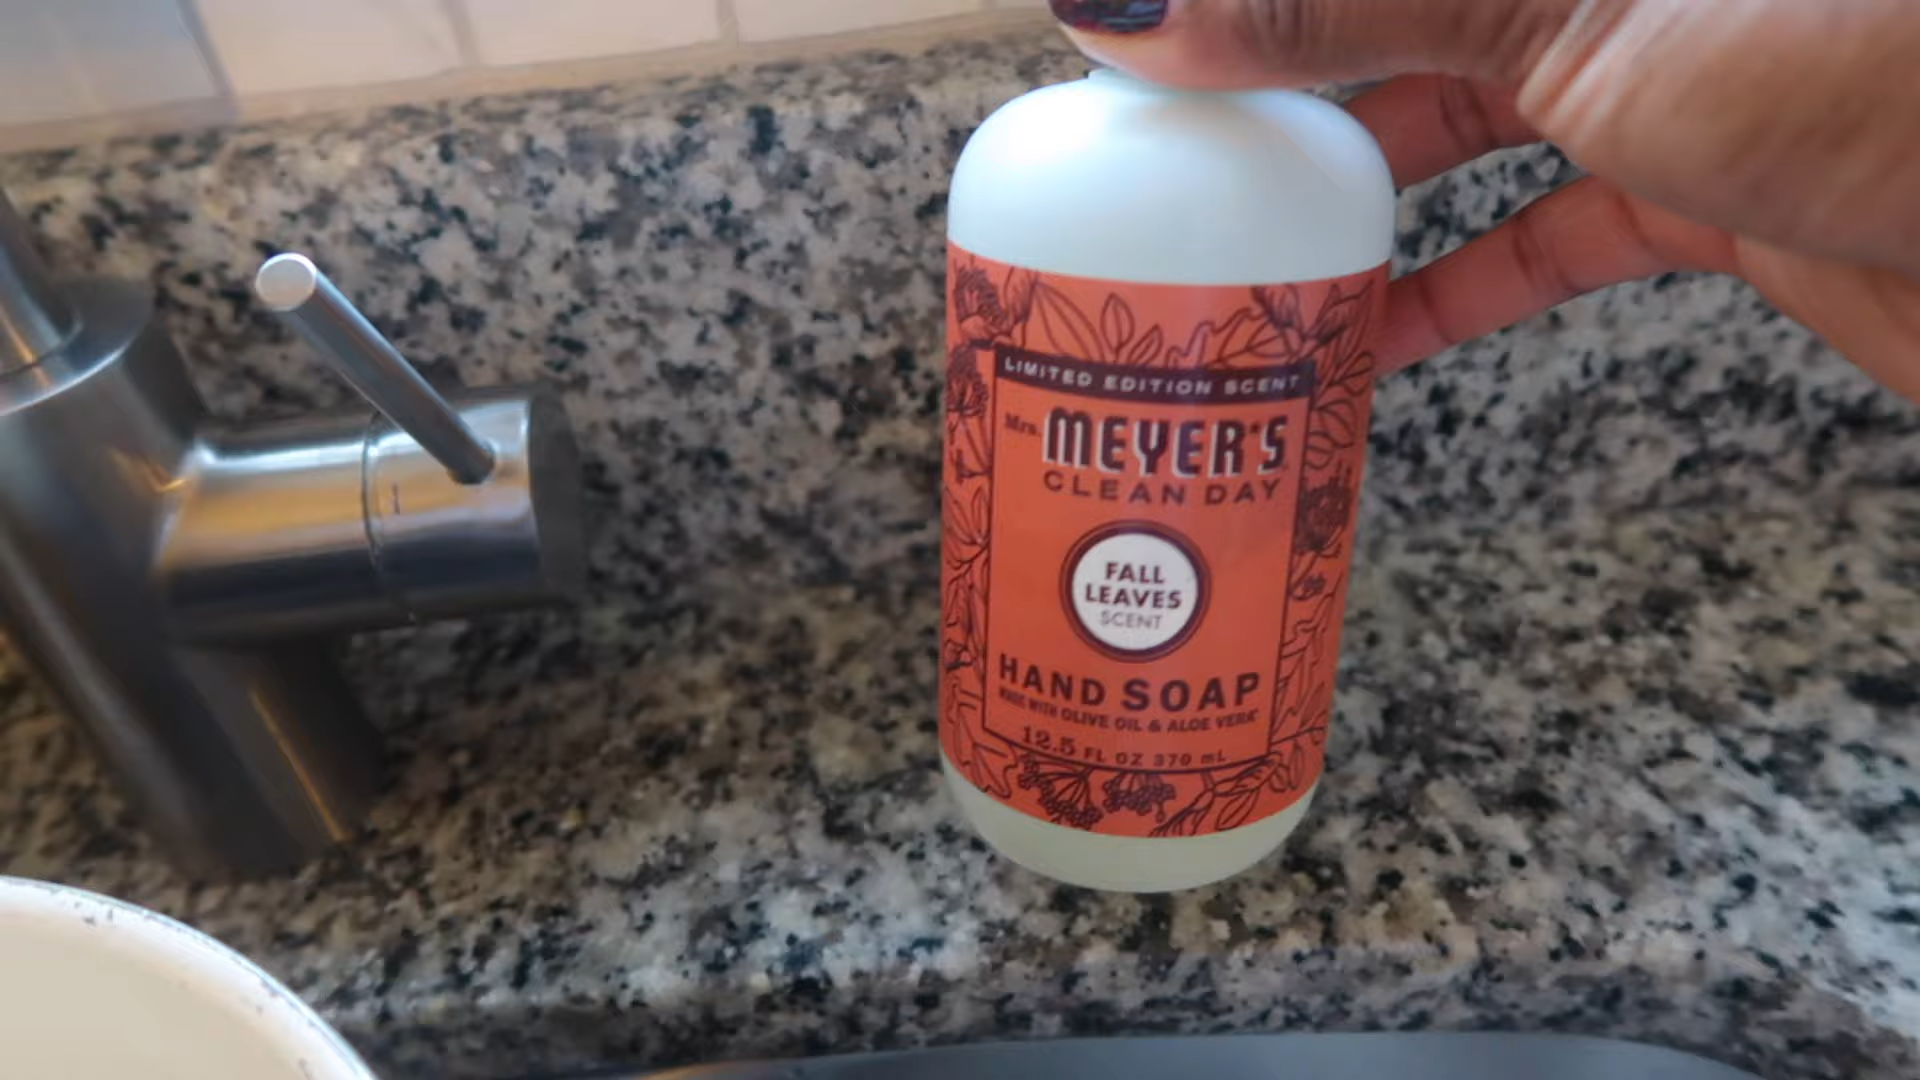 LIMITED EDITION SCENT
Mrs. MEYER'S
CLEAN DAY
FALL
LEAVES
SCENT
HAND SOAP
MADE WITH OLIVE OIL & ALOE VERA*
12.5 FL OZ 370 mL